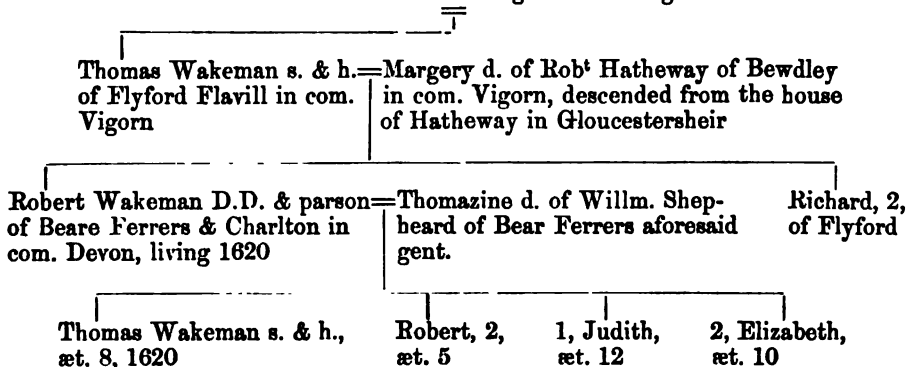 Thomas Wakeman s. & h.=Margery d. of Robᵗ Hatheway of Bewdley
of Flyford Flavill in com. in com. Vigorn, descended from the house
Vigorn of Hatheway in Gloucestersheir
Robert Wakeman D.D. & parson=Thomazine d. of Willm. Shep- Richard, 2,
of Beare Ferrers & Charlton in heard of Bear Ferrers aforesaid of Flyford
com. Devon, living 1620 gent.
Thomas Wakeman s. & h., Robert, 2, 1, Judith, 2, Elizabeth,
æt. 8, 1620 æt. 5 æt. 12 æt. 10